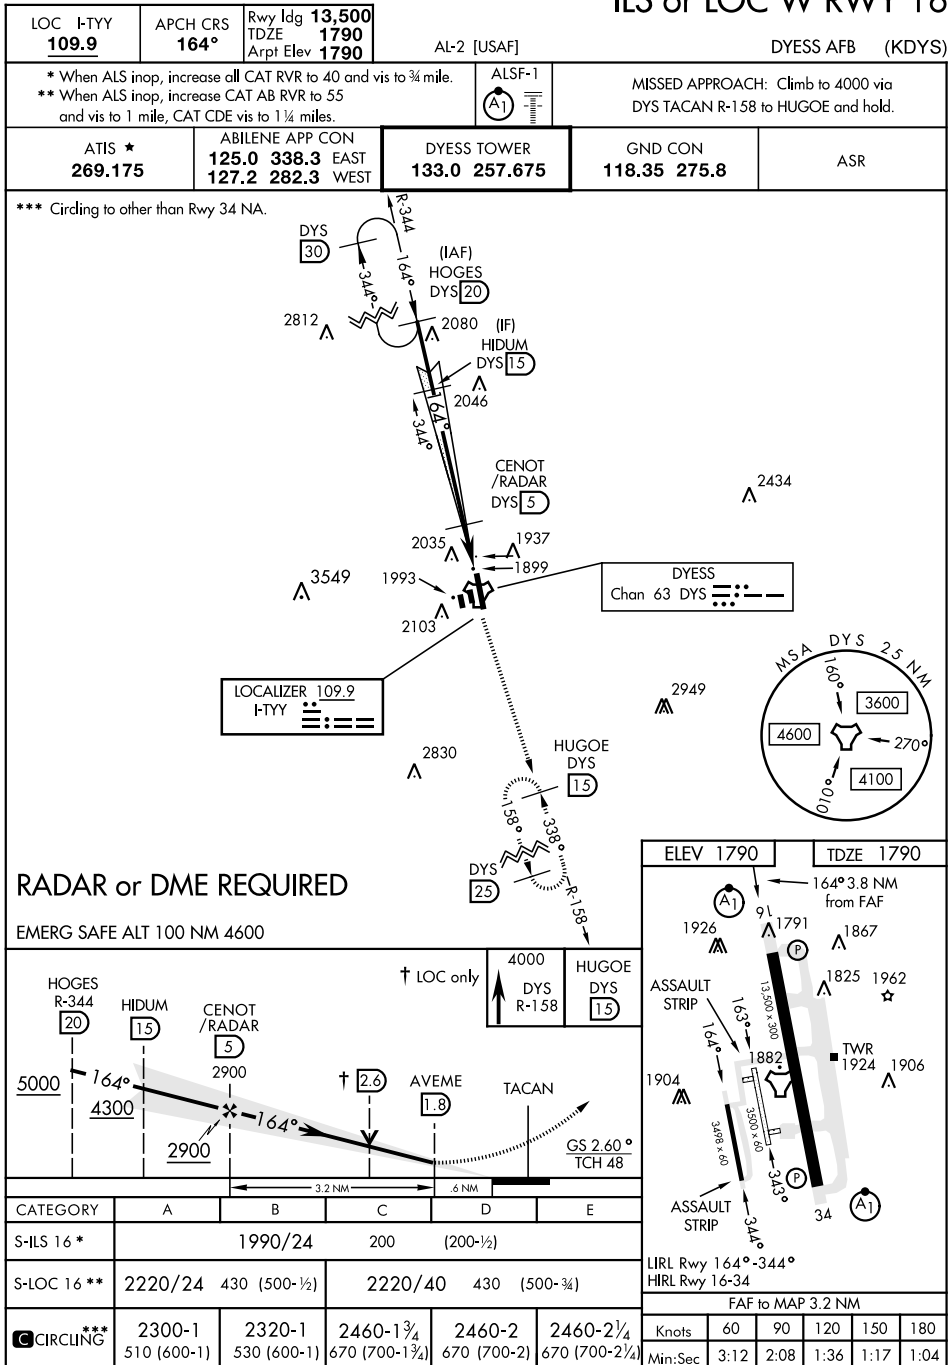 ILS or LOC W RWY 16
LOC I-TYY
109.9
APCH CRS
164°
Rwy ldg 13,500
TDZE 1790
Arpt Elev 1790
AL-2 [USAF]
DYESS AFB (KDYS)
* When ALS inop, increase all CAT RVR to 40 and vis to ¾ mile.
** When ALS inop, increase CAT AB RVR to 55
and vis to 1 mile, CAT CDE vis to 1¼ miles.
ALSF-1
A1
MISSED APPROACH: Climb to 4000 via
DYS TACAN R-158 to HUGOE and hold.
ATIS ★
269.175
ABILENE APP CON
125.0 338.3 EAST
127.2 282.3 WEST
DYESS TOWER
133.0 257.675
GND CON
118.35 275.8
ASR
*** Circling to other than Rwy 34 NA.
R-344
DYS
30
164°
344°
(IAF)
HOGES
DYS 20
2812
2080
(IF)
HIDUM
DYS 15
2046
164°
344°
CENOT
/RADAR
DYS 5
2434
2035
1937
1899
3549
1993
2103
DYESS
Chan 63 DYS
LOCALIZER 109.9
I-TYY
2949
2830
MSA DYS 25 NM
160°
3600
4600
270°
4100
010°
HUGOE
DYS
15
158°
338°
DYS
25
R-158
RADAR or DME REQUIRED
EMERG SAFE ALT 100 NM 4600
HOGES
R-344
20
HIDUM
15
CENOT
/RADAR
5
2900
† LOC only
4000
DYS
R-158
HUGOE
DYS
15
5000
164°
4300
2900
164°
† 2.6
AVEME
1.8
TACAN
GS 2.60°
TCH 48
3.2 NM
.6 NM
ELEV 1790
TDZE 1790
164° 3.8 NM
from FAF
A1
16
1926
1791
P
1867
1825
1962
ASSAULT
STRIP
163°
164°
13,500 x 300
1882
TWR
1924
1906
1904
3498 x 60
3500 x 60
ASSAULT
STRIP
343°
344°
P
34
A1
LIRL Rwy 164°-344°
HIRL Rwy 16-34
FAF to MAP 3.2 NM
Knots 60 90 120 150 180
Min:Sec 3:12 2:08 1:36 1:17 1:04
CATEGORY A B C D E
S-ILS 16 * 1990/24 200 (200-½)
S-LOC 16 ** 2220/24 430 (500-½) 2220/40 430 (500-¾)
C CIRCLING *** 2300-1 2320-1 2460-1¾ 2460-2 2460-2¼
510 (600-1) 530 (600-1) 670 (700-1¾) 670 (700-2) 670 (700-2¼)